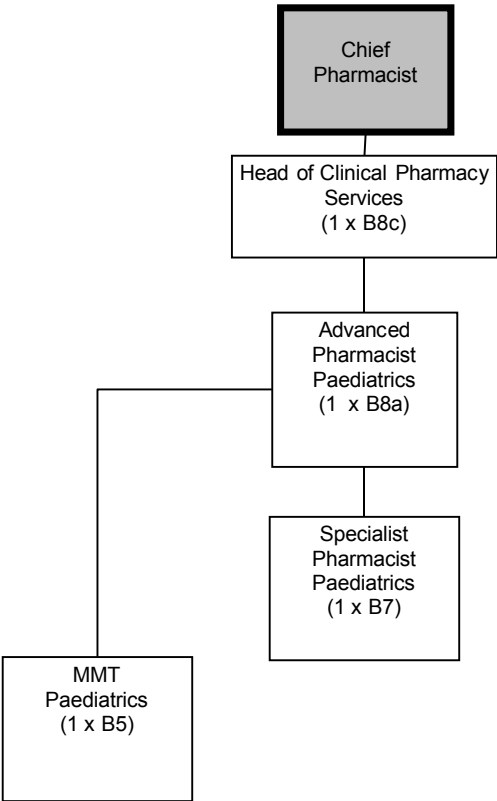 Chief
Pharmacist
Head of Clinical Pharmacy
Services
(1 x B8c)
Advanced
Pharmacist
Paediatrics
(1 x B8a)
Specialist
Pharmacist
Paediatrics
(1 x B7)
MMT
Paediatrics
(1 x B5)